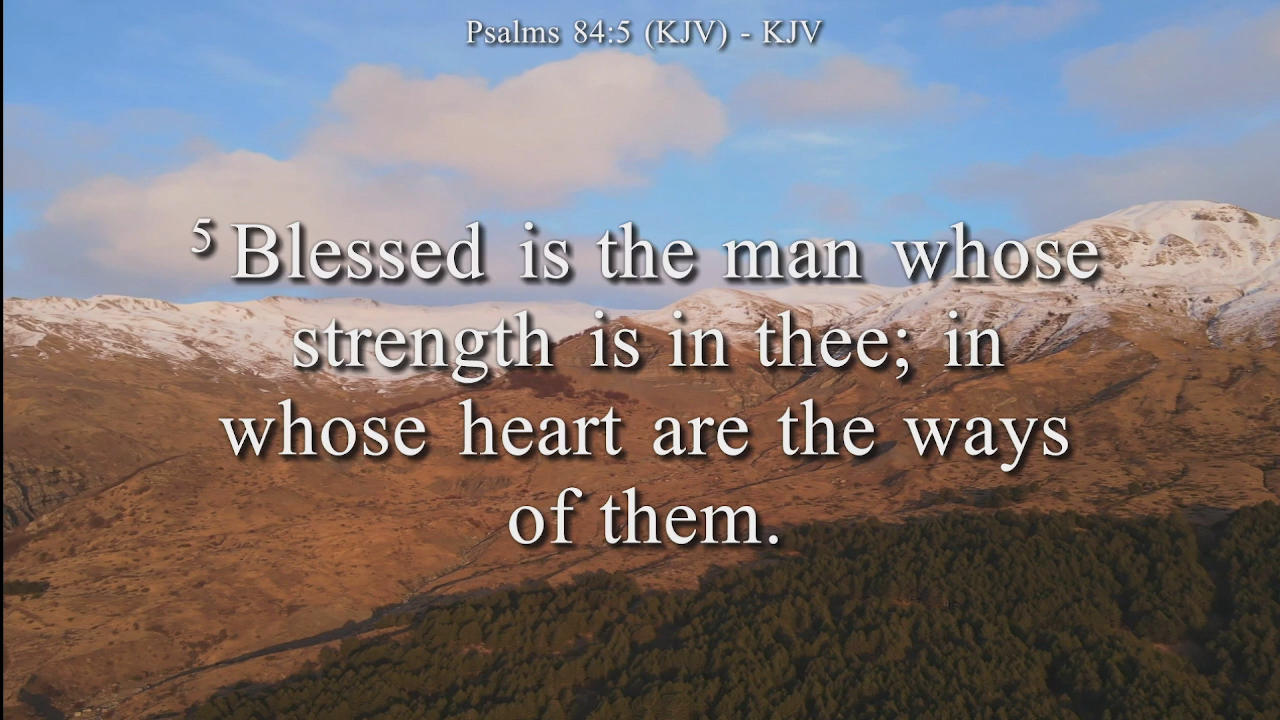 Psalms 84:5 (KJV) - KJV
5 Blessed is the man whose
strength is in thee; in
whose heart are the ways
of them.